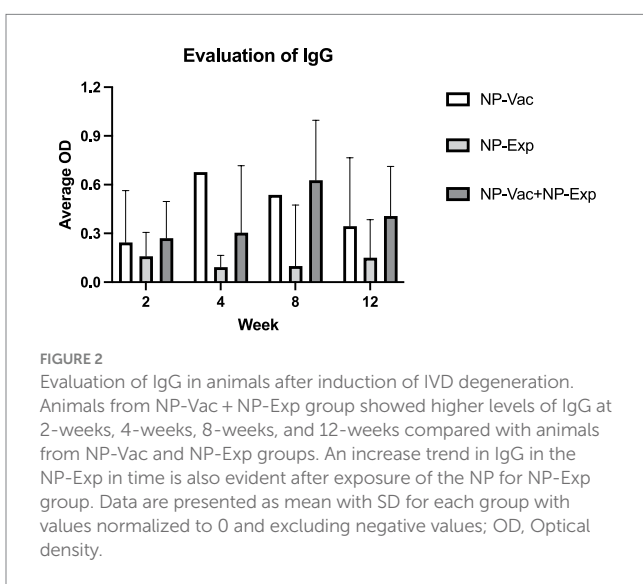 Evaluation of IgG
1.2
0.9
0.6
0.3
0.0
Average OD
2 4 8 12
Week
NP-Vac
NP-Exp
NP-Vac+NP-Exp
FIGURE 2
Evaluation of IgG in animals after induction of IVD degeneration.
Animals from NP-Vac + NP-Exp group showed higher levels of IgG at
2-weeks, 4-weeks, 8-weeks, and 12-weeks compared with animals
from NP-Vac and NP-Exp groups. An increase trend in IgG in the
NP-Exp in time is also evident after exposure of the NP for NP-Exp
group. Data are presented as mean with SD for each group with
values normalized to 0 and excluding negative values; OD, Optical
density.